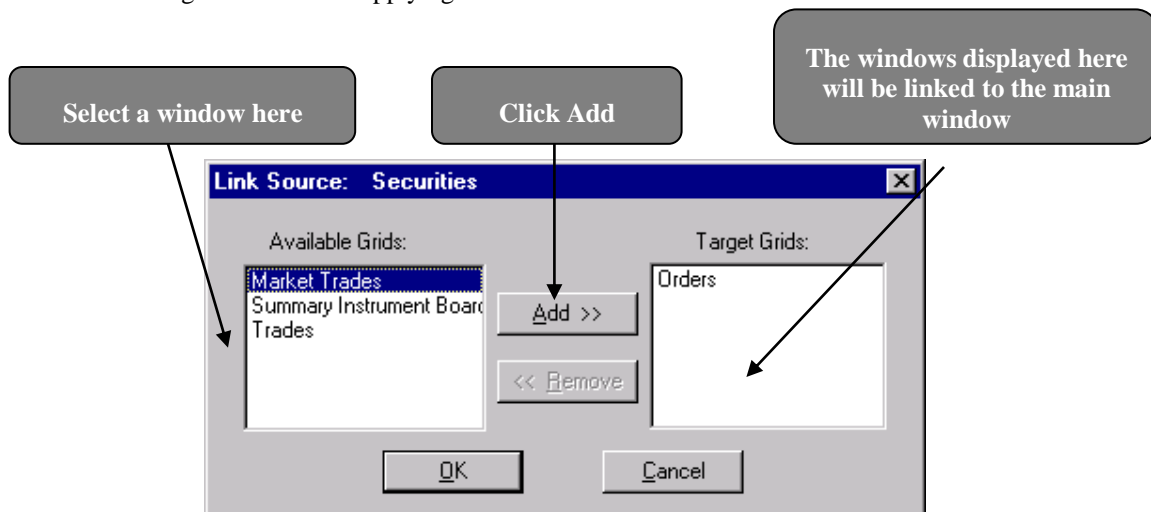 The windows displayed here
will be linked to the main
window
Select a window here
Click Add
Link Source: Securities
Available Grids:
Target Grids:
Market Trades
Summary Instrument Board
Trades
Add >>
<< Remove
Orders
OK
Cancel